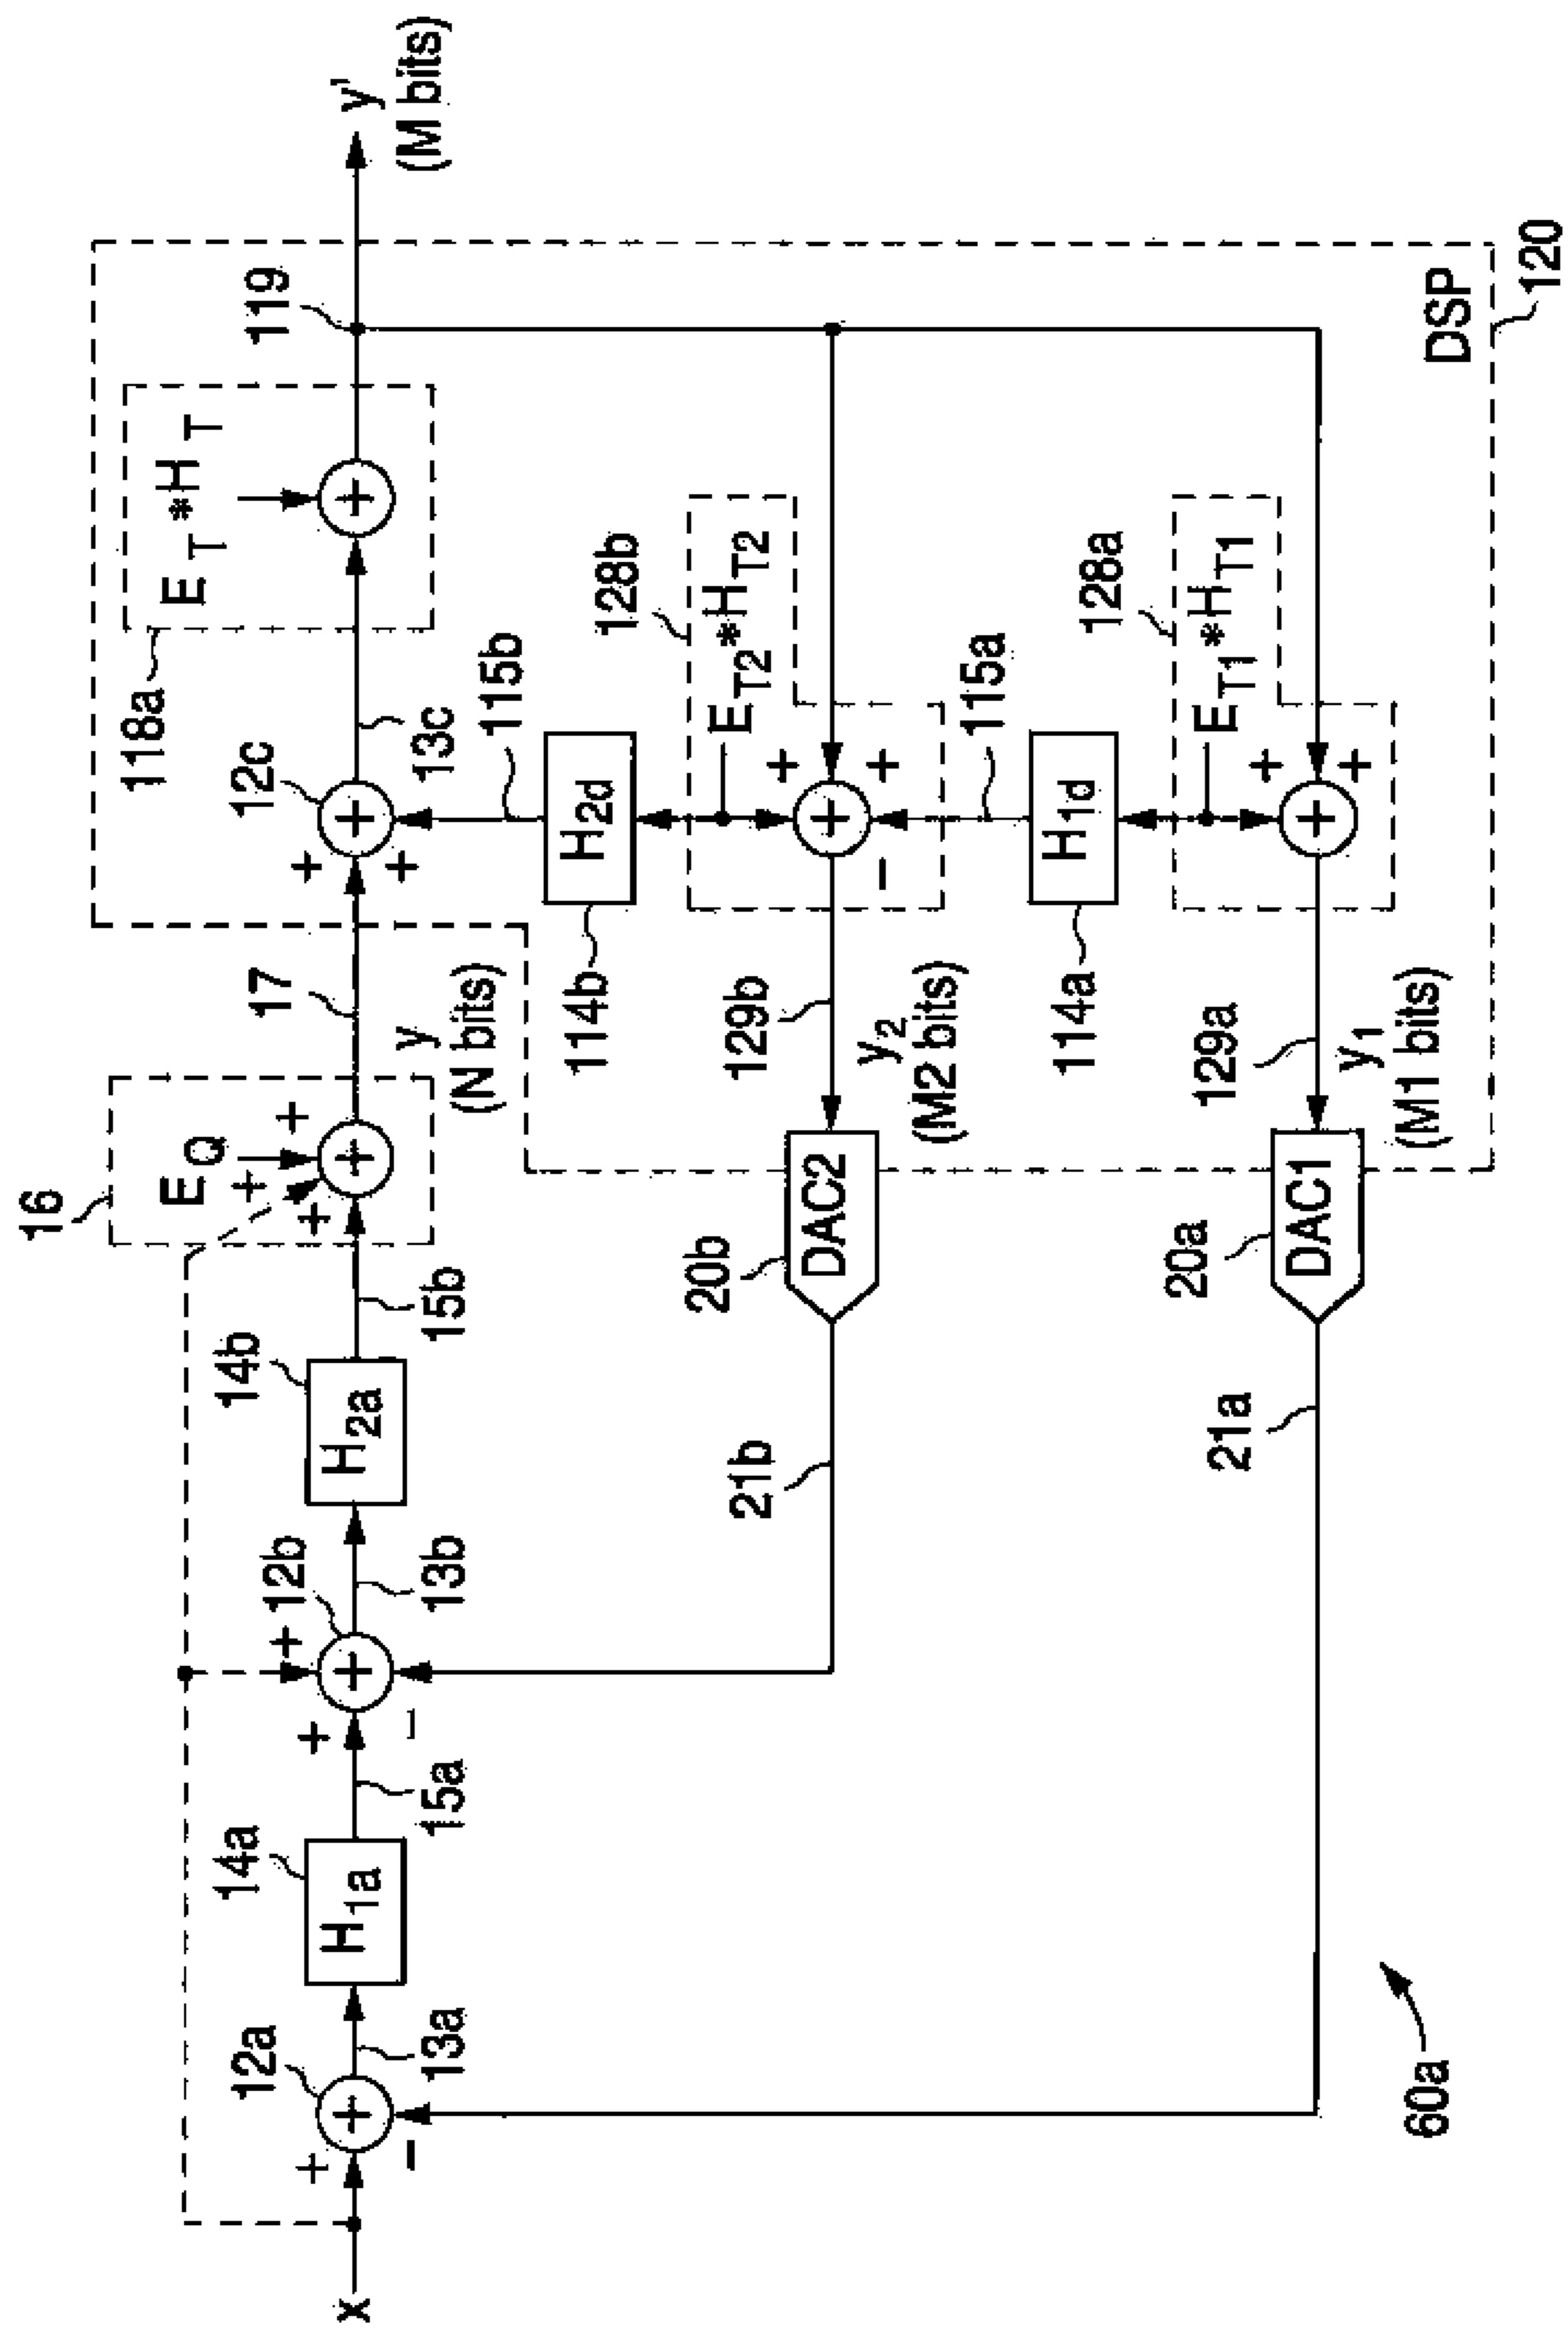 16
118a
E_T*H_T
119
E_Q
+
+
+
17
y
(N bits)
12c
+
+
+
13c
+
y'
(M bits)
x
12a
+
+
-
13a
14a
H_1a
15a
12b
+
+
+
-
13b
14b
H_2a
15b
+
115b
H_2d
114b
128b
E_T2*H_T2
+
+
+
-
129b
y_2
(M2 bits)
DAC2
20b
21b
115a
H_1d
114a
128a
E_T1*H_T1
+
+
+
129a
y_1
(M1 bits)
DAC1
20a
21a
DSP
120
60a